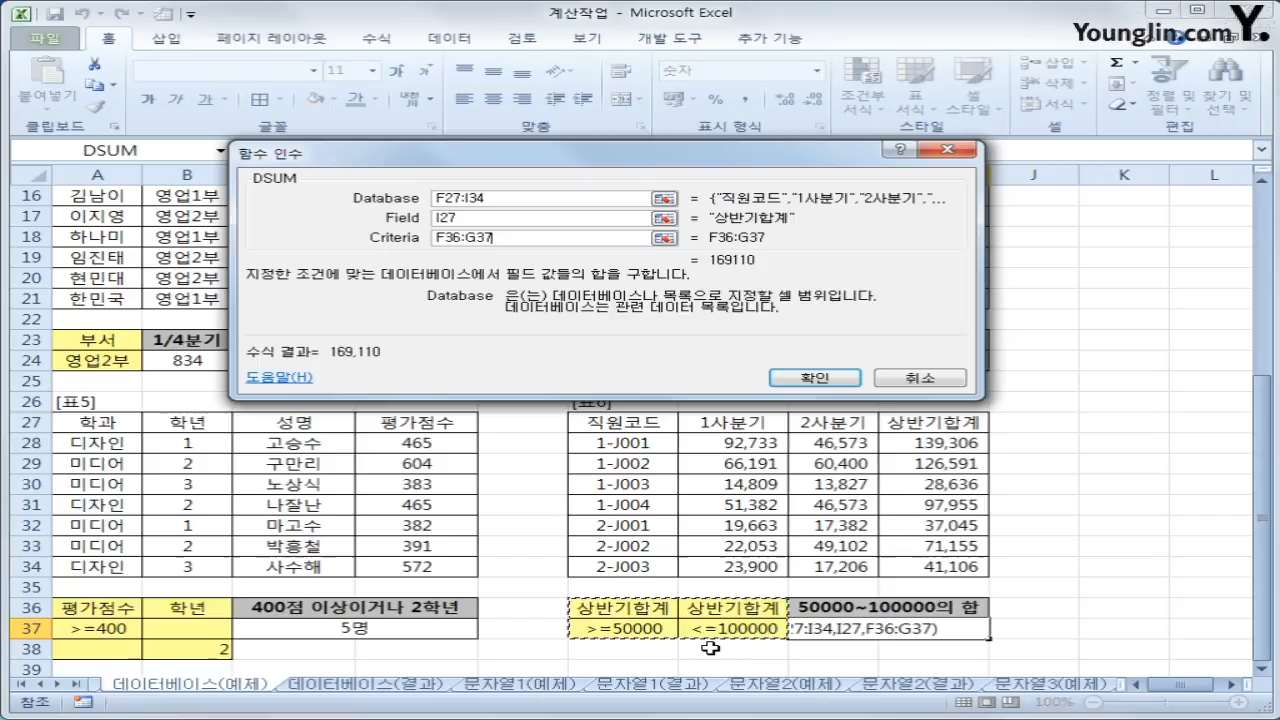 계산작업 - Microsoft Excel
Younglin.com Y.
파일 홈 삽입 페이지 레이아웃 수식 데이터 검토 보기 개발 도구 추가 기능
붙여넣기 가 가 가 11 가 가 가 내천 숫자 % , 조건부 서식 표 서식 셀 스타일 삽입 삭제 서식 Σ 정렬 및 필터 찾기 및 선택
클립보드 글꼴 맞춤 표시 형식 스타일 셀 편집
DSUM
함수 인수
DSUM
Database F27:I34 = {"직원코드","1사분기","2사분기","...
Field I27 = "상반기합계"
Criteria F36:G37 = F36:G37
= 169110
지정한 조건에 맞는 데이터베이스에서 필드 값들의 합을 구합니다.
Database 은(는) 데이터베이스나 목록으로 지정할 셀 범위입니다.
데이터베이스는 관련 데이터 목록입니다.
수식 결과= 169,110
도움말(H) 확인 취소
A B J K L
16 김남이 영업1부
17 이지영 영업2부
18 하나미 영업1부
19 임진태 영업2부
20 현민대 영업2부
21 한민국 영업1부
22
23 부서 1/4분기
24 영업2부 834
25
26 [표5] [표6]
27 학과 학년 성명 평가점수 직원코드 1사분기 2사분기 상반기합계
28 디자인 1 고승수 465 1-J001 92,733 46,573 139,306
29 미디어 2 구만리 604 1-J002 66,191 60,400 126,591
30 미디어 3 노상식 383 1-J003 14,809 13,827 28,636
31 디자인 2 나잘난 465 1-J004 51,382 46,573 97,955
32 미디어 1 마고수 382 2-J001 19,663 17,382 37,045
33 미디어 2 박흥철 391 2-J002 22,053 49,102 71,155
34 디자인 3 사수해 572 2-J003 23,900 17,206 41,106
35
36 평가점수 학년 400점 이상이거나 2학년 상반기합계 상반기합계 50000~100000의 합
37 >=400 5명 >=50000 <=100000 :7:I34,I27,F36:G37)
38 2
39
데이터베이스(예제) 데이터베이스(결과) 문자열1(예제) 문자열1(결과) 문자열2(예제) 문자열2(결과) 문자열3(예제)
참조 100%